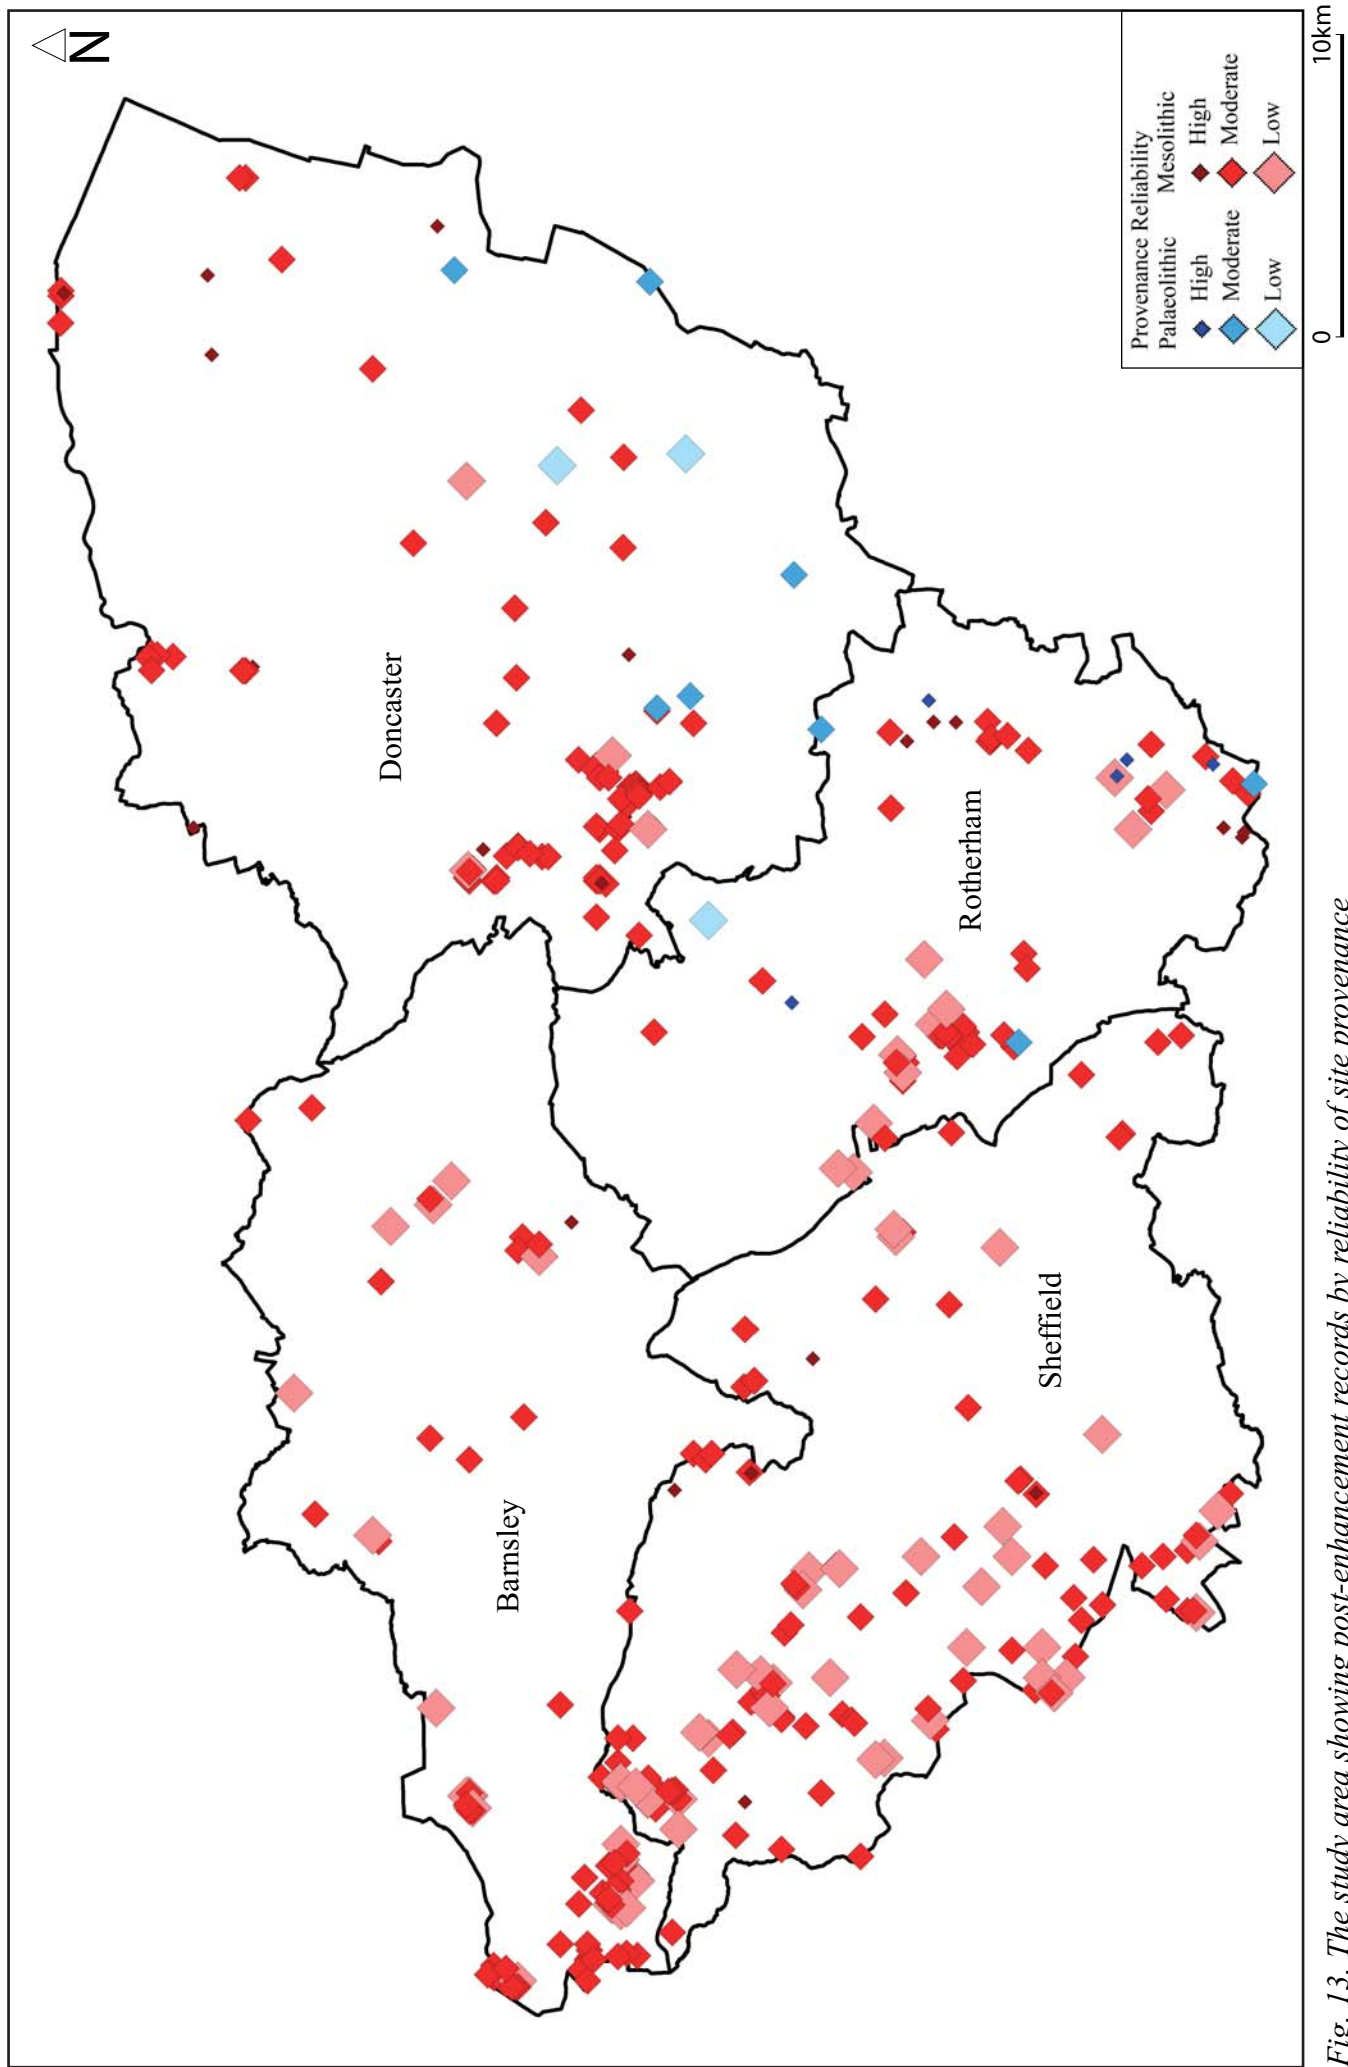 N
Doncaster
Barnsley
Rotherham
Sheffield
Provenance Reliability
Palaeolithic Mesolithic
High High
Moderate Moderate
Low Low
0 10km
Fig. 13. The study area showing post-enhancement records by reliability of site provenance